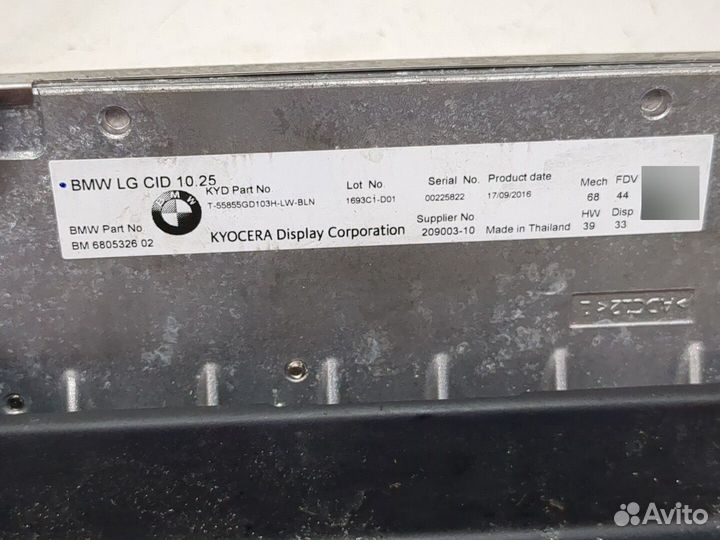 BMW LG CID 10.25
KYD Part No
T-55855GD103H-LW-BLN
Lot No.
1693C1-D01
Serial No.
00225822
Product date
17/09/2016
Mech FDV
68 44
HW Disp
39 33
BMW Part No
BM 6805326 02
BMW
KYOCERA Display Corporation
Supplier No
209003-10
Made in Thailand
>ADC12<
Avito